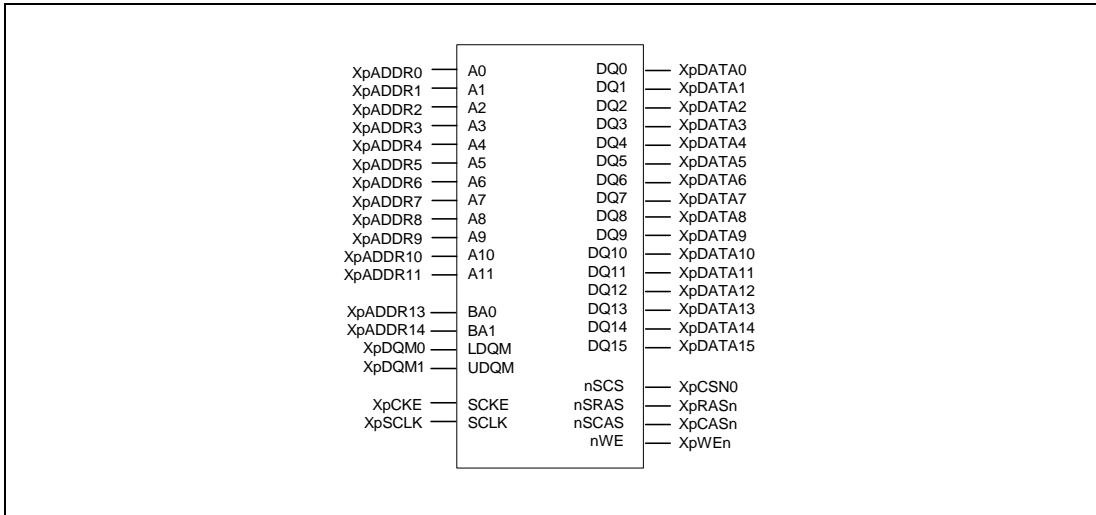 XpADDR0 A0 DQ0 XpDATA0
XpADDR1 A1 DQ1 XpDATA1
XpADDR2 A2 DQ2 XpDATA2
XpADDR3 A3 DQ3 XpDATA3
XpADDR4 A4 DQ4 XpDATA4
XpADDR5 A5 DQ5 XpDATA5
XpADDR6 A6 DQ6 XpDATA6
XpADDR7 A7 DQ7 XpDATA7
XpADDR8 A8 DQ8 XpDATA8
XpADDR9 A9 DQ9 XpDATA9
XpADDR10 A10 DQ10 XpDATA10
XpADDR11 A11 DQ11 XpDATA11
DQ12 XpDATA12
XpADDR13 BA0 DQ13 XpDATA13
XpADDR14 BA1 DQ14 XpDATA14
XpDQM0 LDQM DQ15 XpDATA15
XpDQM1 UDQM
nSCS XpCSN0
XpCKE SCKE nSRAS XpRASn
XpSCLK SCLK nSCAS XpCASn
nWE XpWEn